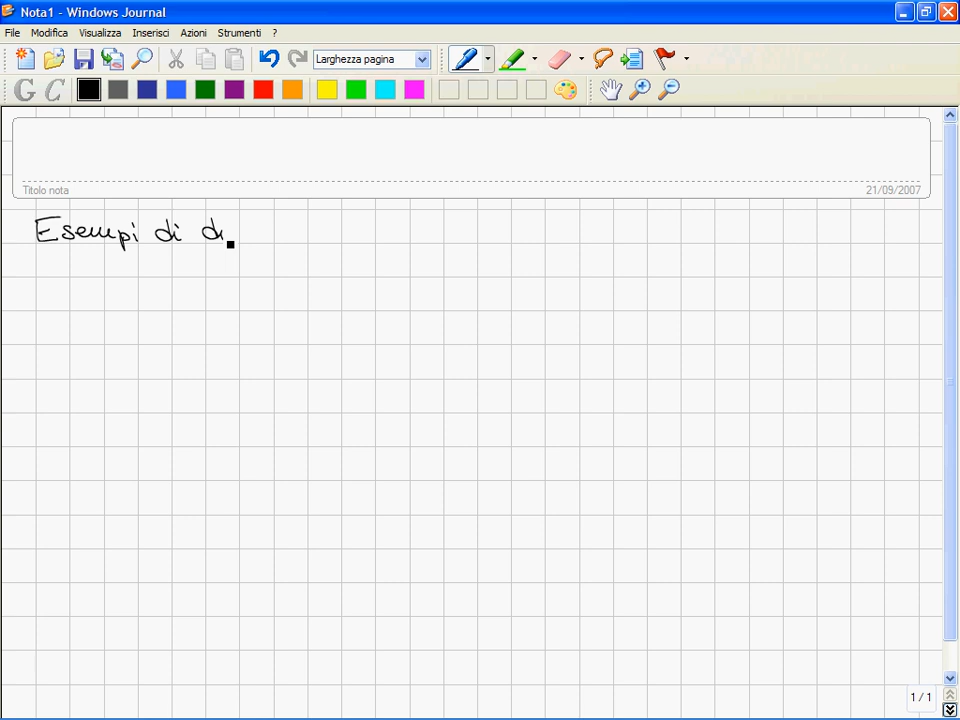 Nota1 - Windows Journal
File Modifica Visualizza Inserisci Azioni Strumenti ?
Larghezza pagina
G C
Titolo nota 21/09/2007
Esempi di di
1 / 1